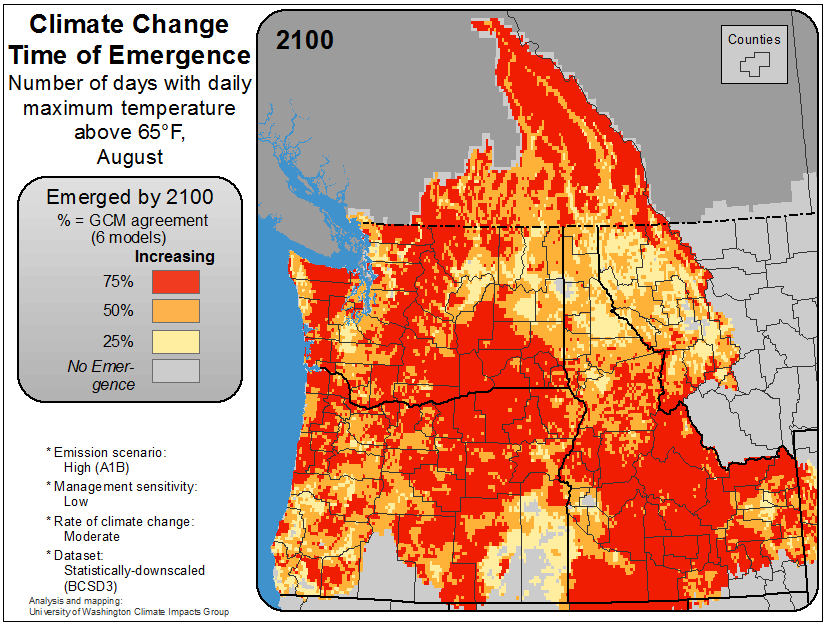 Climate Change
Time of Emergence
Number of days with daily
maximum temperature
above 65°F,
August
Emerged by 2100
% = GCM agreement
(6 models)
Increasing
75%
50%
25%
No Emer-
gence
* Emission scenario:
High (A1B)
* Management sensitivity:
Low
* Rate of climate change:
Moderate
* Dataset:
Statistically-downscaled
(BCSD3)
Analysis and mapping:
University of Washington Climate Impacts Group
2100
Counties